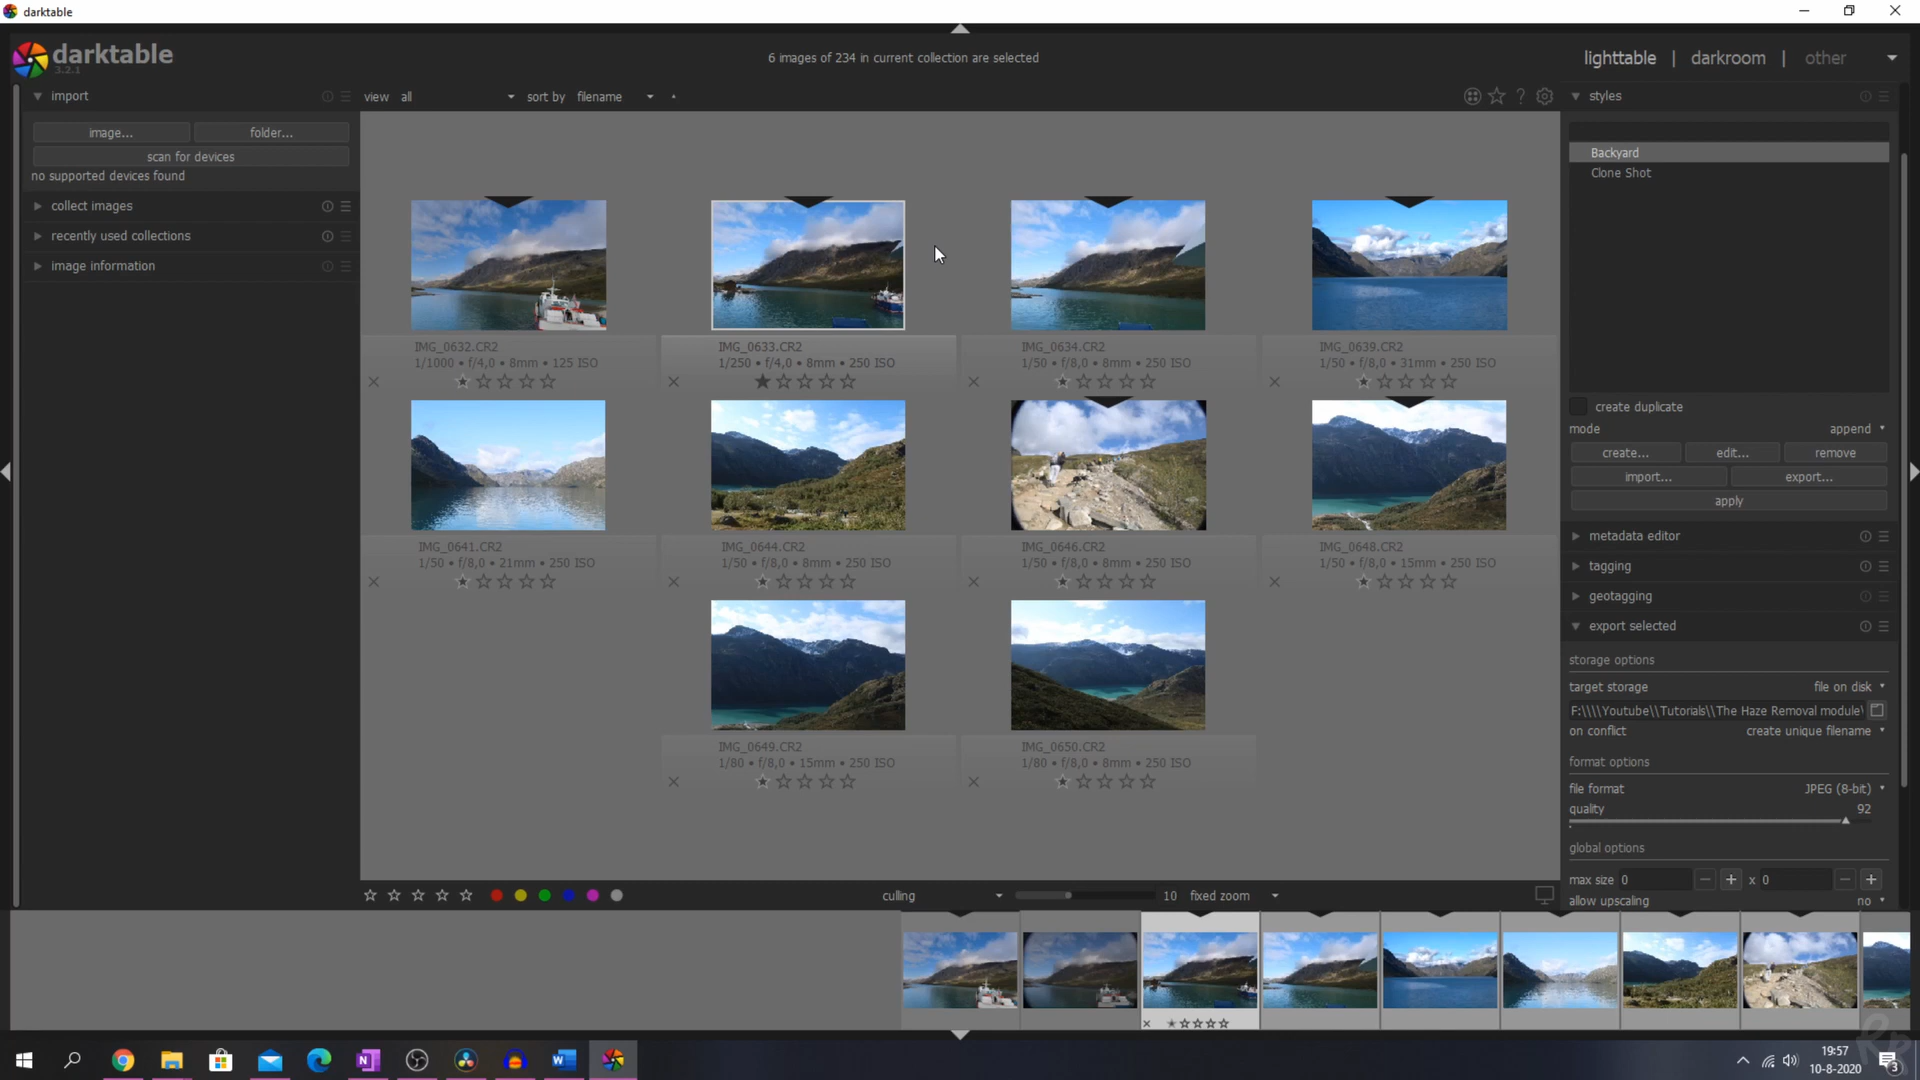 darktable
darktable
3.2.1
6 images of 234 in current collection are selected
lighttable | darkroom | other
import
view all sort by filename
styles
image... folder...
scan for devices
no supported devices found
collect images
recently used collections
image information
Backyard
Clone Shot
IMG_0632.CR2
1/1000 • f/4,0 • 8mm • 125 ISO
IMG_0633.CR2
1/250 • f/4,0 • 8mm • 250 ISO
IMG_0634.CR2
1/50 • f/8,0 • 8mm • 250 ISO
IMG_0639.CR2
1/50 • f/8,0 • 31mm • 250 ISO
IMG_0641.CR2
1/50 • f/8,0 • 21mm • 250 ISO
IMG_0644.CR2
1/50 • f/8,0 • 8mm • 250 ISO
IMG_0646.CR2
1/50 • f/8,0 • 8mm • 250 ISO
IMG_0648.CR2
1/50 • f/8,0 • 15mm • 250 ISO
IMG_0649.CR2
1/80 • f/8,0 • 15mm • 250 ISO
IMG_0650.CR2
1/80 • f/8,0 • 8mm • 250 ISO
create duplicate
mode append
create... edit... remove
import... export...
apply
metadata editor
tagging
geotagging
export selected
storage options
target storage file on disk
F:\\\\Youtube\\Tutorials\\The Haze Removal module\
on conflict create unique filename
format options
file format JPEG (8-bit)
quality 92
global options
max size 0 x 0
allow upscaling no
culling 10 fixed zoom
19:57
10-8-2020
3